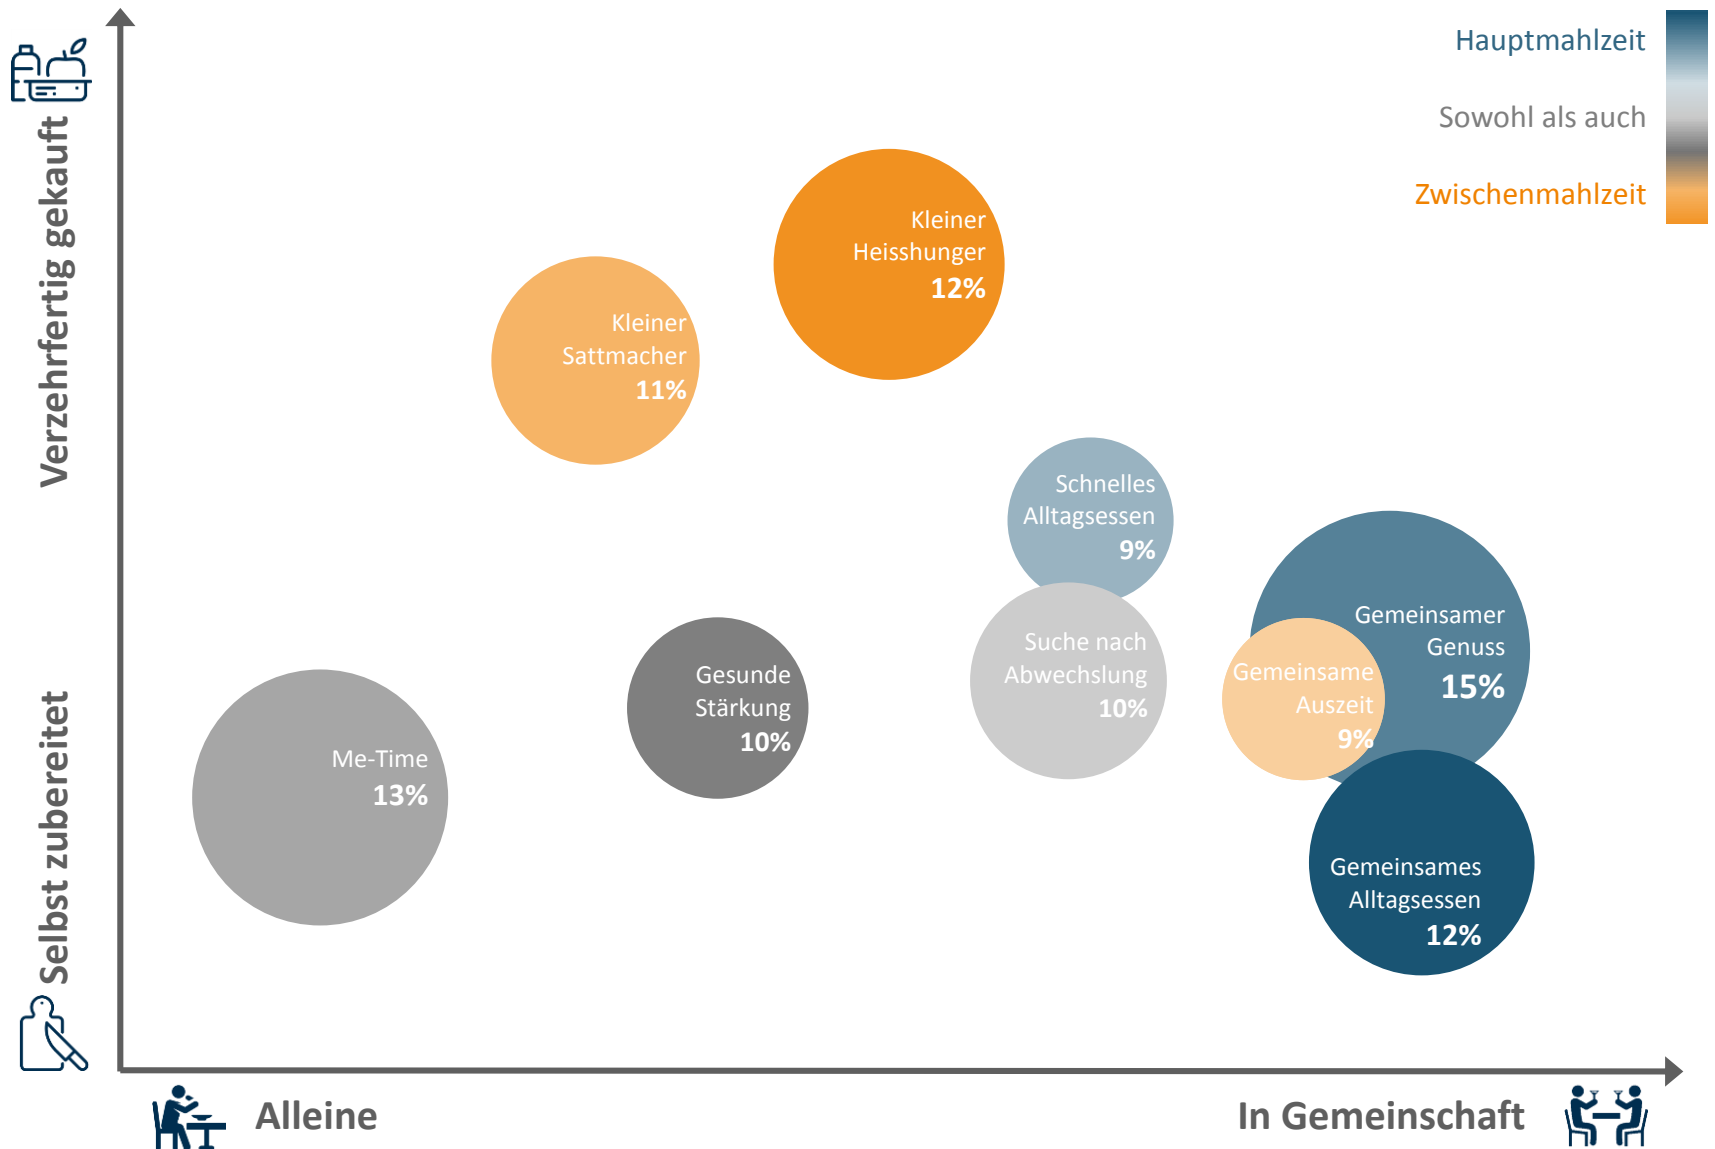 Hauptmahlzeit
Sowohl als auch
Zwischenmahlzeit
Verzehrfertig gekauft
Selbst zubereitet
Kleiner
Heisshunger
12%
Kleiner
Sattmacher
11%
Schnelles
Alltagsessen
9%
Gemeinsamer
Genuss
15%
Suche nach
Abwechslung
10%
Gemeinsame
Auszeit
9%
Gesunde
Stärkung
10%
Me-Time
13%
Gemeinsames
Alltagsessen
12%
Alleine
In Gemeinschaft